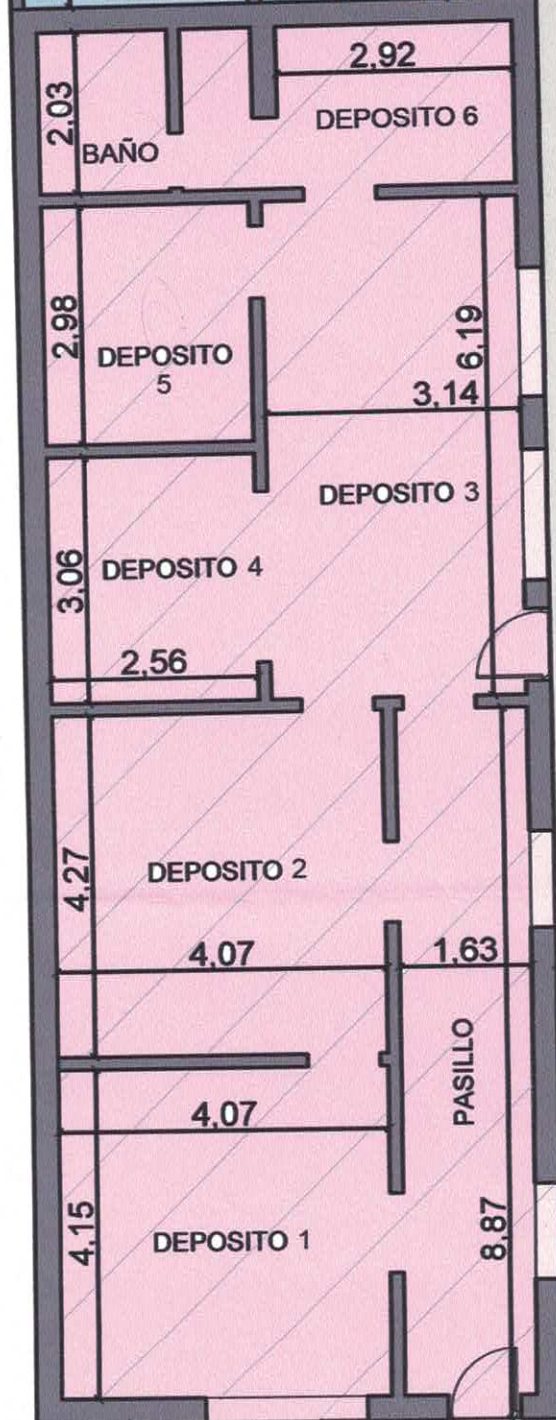 2,92
2,03
DEPOSITO 6
BAÑO
2,98
6,19
DEPOSITO
5
3,14
DEPOSITO 3
3,06
DEPOSITO 4
2,56
4,27
DEPOSITO 2
4,07
1,63
PASILLO
4,07
4,15
DEPOSITO 1
8,87